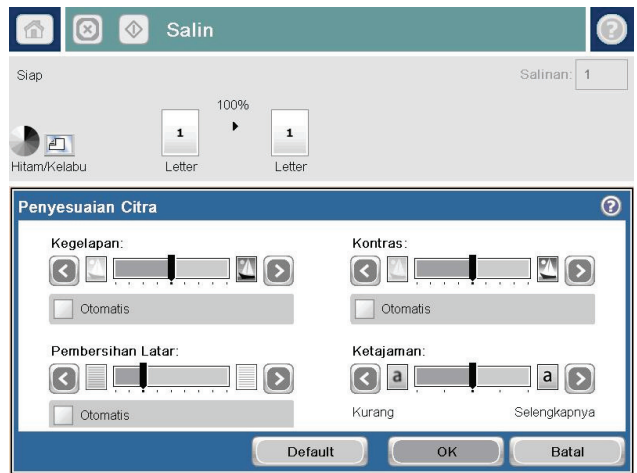 Salin
Siap
Salinan: 1
100%
1 1
Hitam/Kelabu Letter Letter
Penyesuaian Citra
Kegelapan: Kontras:
Otomatis Otomatis
Pembersihan Latar: Ketajaman:
a a
Otomatis Kurang Selengkapnya
Default OK Batal